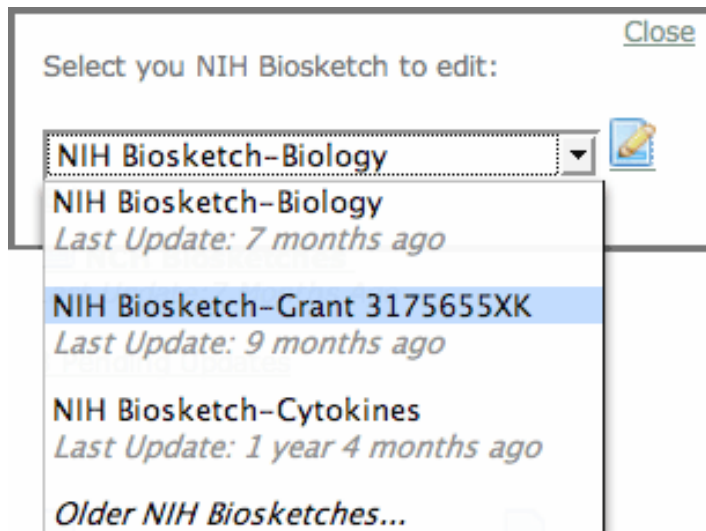 Close
Select you NIH Biosketch to edit:
NIH Biosketch–Biology
NIH Biosketch–Biology
Last Update: 7 months ago
NIH Biosketch–Grant 3175655XK
Last Update: 9 months ago
Pending Updates
NIH Biosketch–Cytokines
Last Update: 1 year 4 months ago
Older NIH Biosketches...